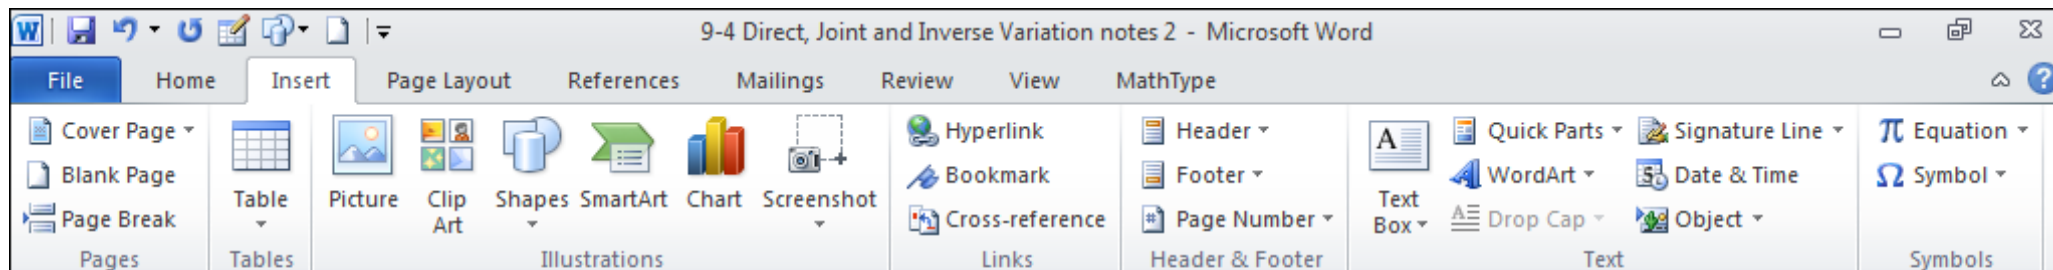 9-4 Direct, Joint and Inverse Variation notes 2 - Microsoft Word
File Home Insert Page Layout References Mailings Review View MathType
Cover Page
Blank Page
Page Break
Pages
Table
Tables
Picture
Clip
Art
Shapes
SmartArt
Chart
Screenshot
Illustrations
Hyperlink
Bookmark
Cross-reference
Links
Header
Footer
Page Number
Header & Footer
Text
Box
Quick Parts
WordArt
Drop Cap
Signature Line
Date & Time
Object
Text
π Equation
Ω Symbol
Symbols